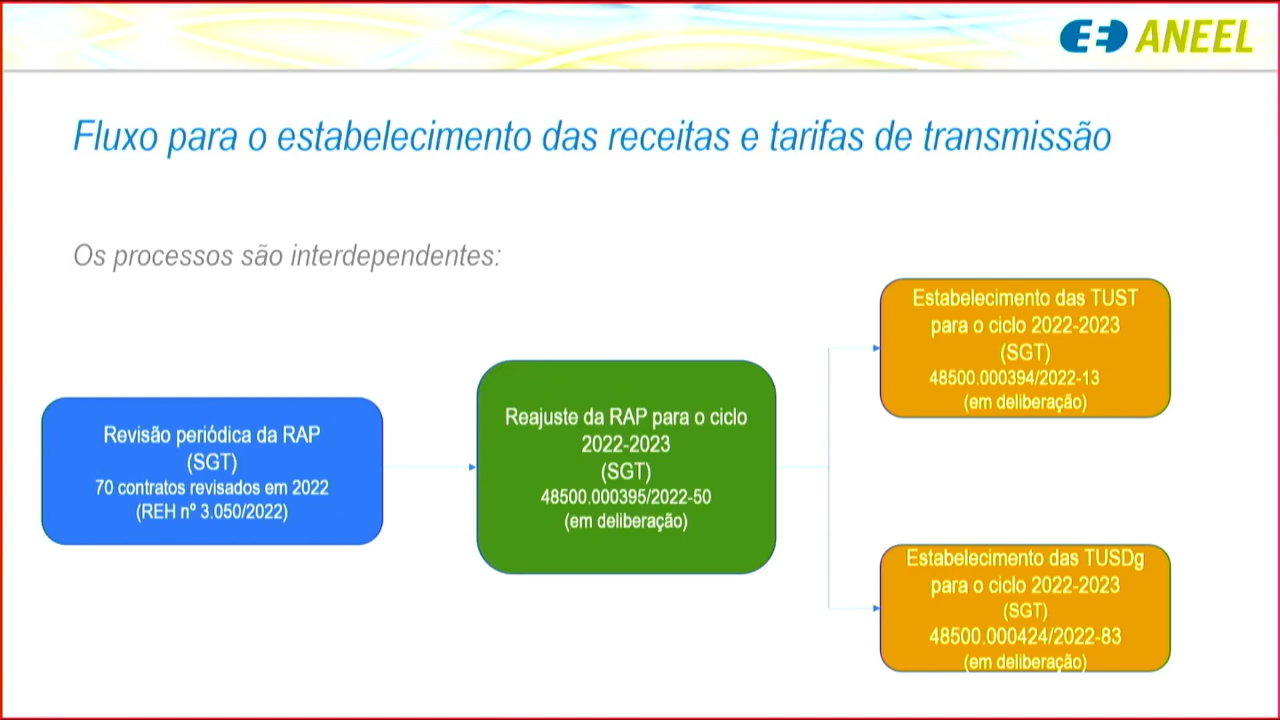 ANEEL
Fluxo para o estabelecimento das receitas e tarifas de transmissão
Os processos são interdependentes:
Revisão periódica da RAP
(SGT)
70 contratos revisados em 2022
(REH nº 3.050/2022)
Reajuste da RAP para o ciclo
2022-2023
(SGT)
48500.000395/2022-50
(em deliberação)
Estabelecimento das TUST
para o ciclo 2022-2023
(SGT)
48500.000394/2022-13
(em deliberação)
Estabelecimento das TUSDg
para o ciclo 2022-2023
(SGT)
48500.000424/2022-83
(em deliberação)